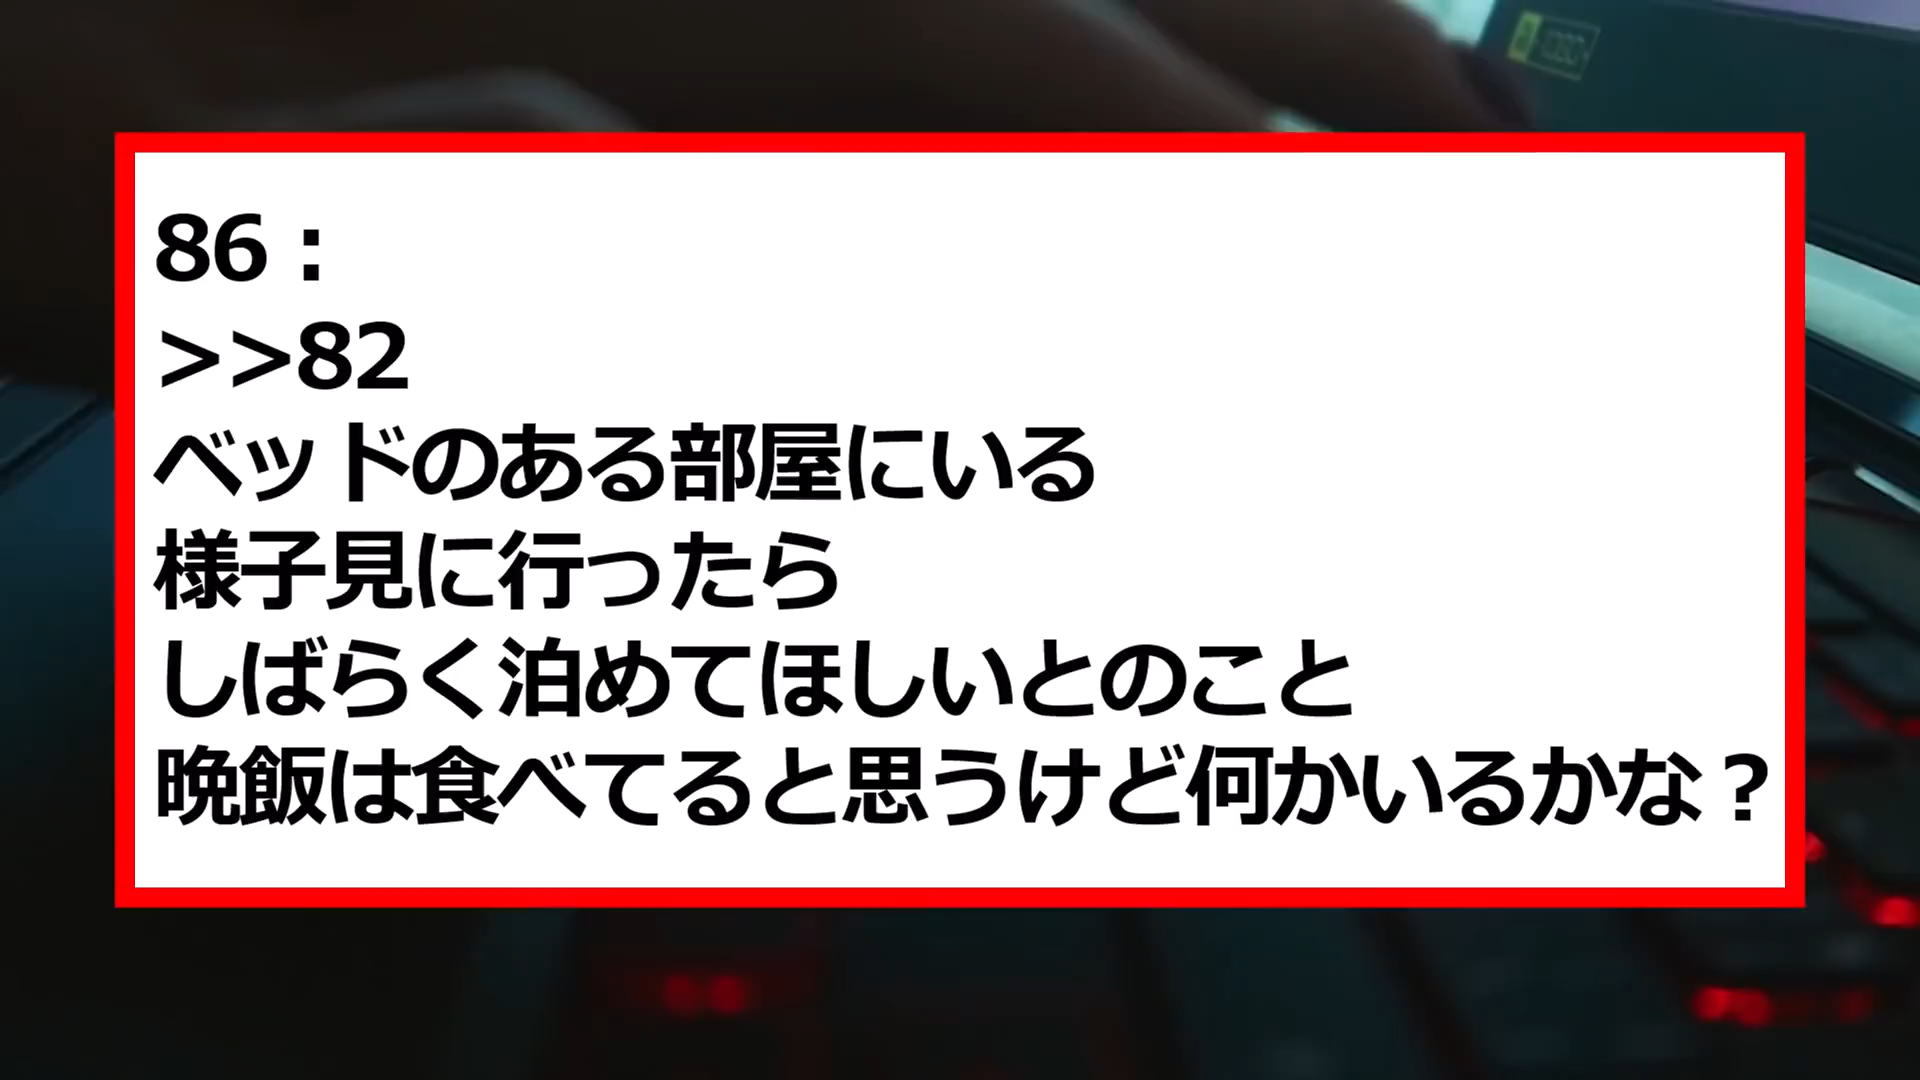 86：
>>82
ベッドのある部屋にいる
様子見に行ったら
しばらく泊めてほしいとのこと
晩飯は食べてると思うけど何かいるかな？